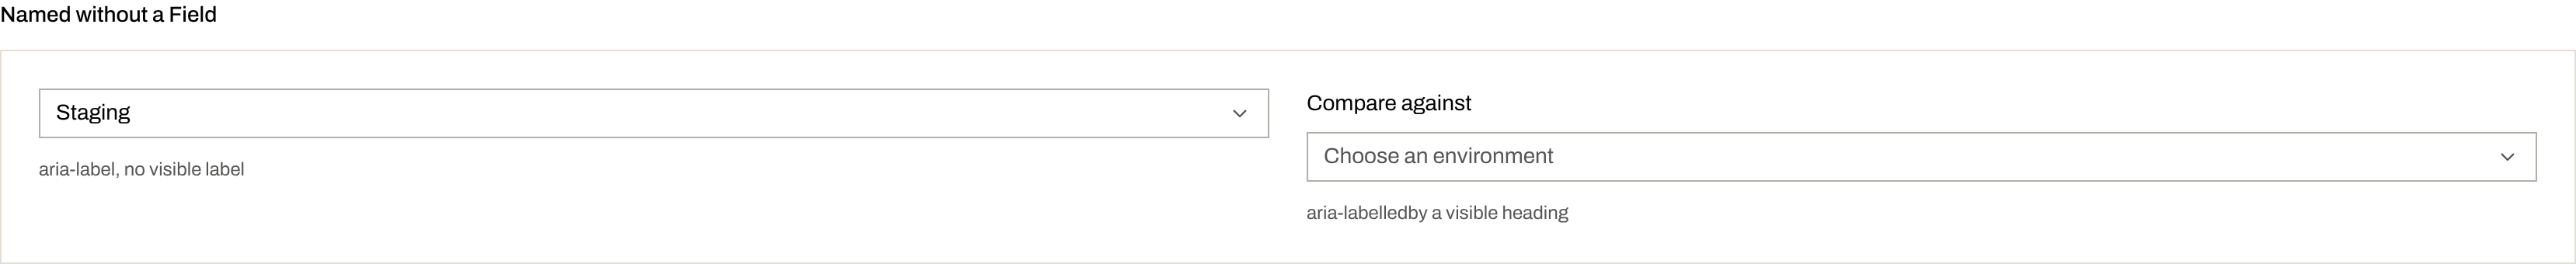 Named without a Field
Staging
aria-label, no visible label
Compare against
Choose an environment
aria-labelledby a visible heading